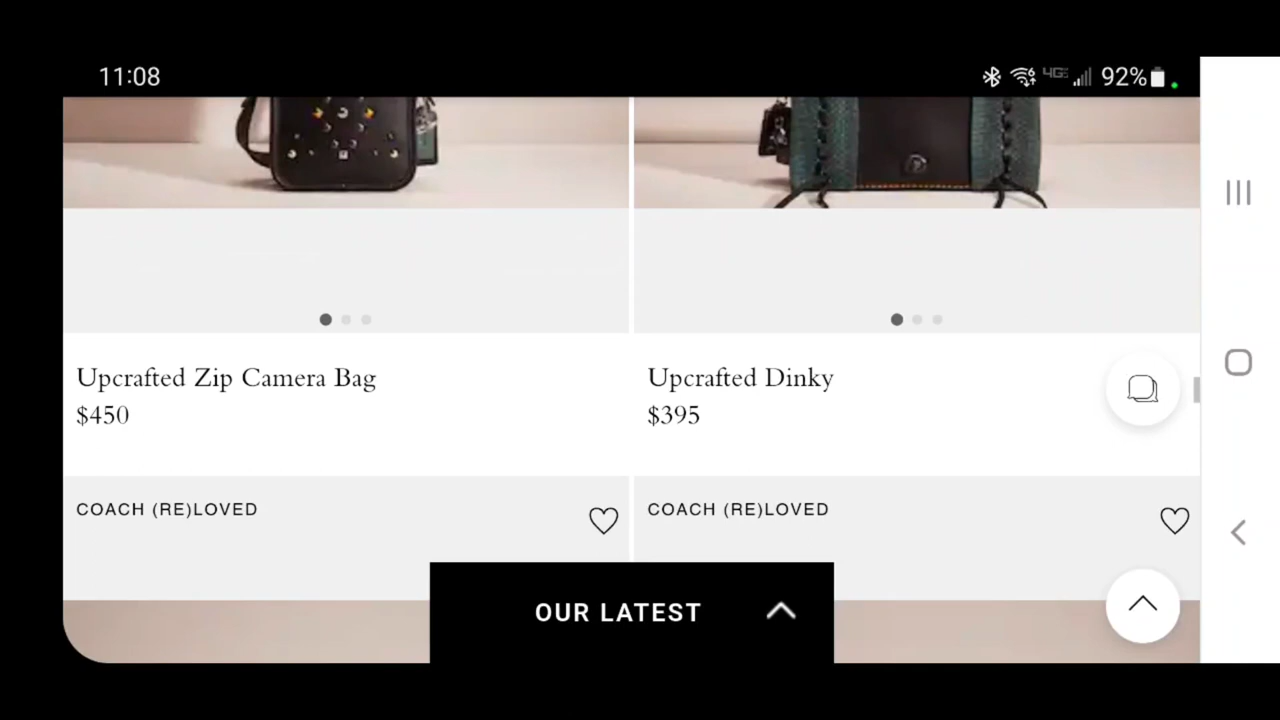 11:08
4G 92%
Upcrafted Zip Camera Bag
$450
Upcrafted Dinky
$395
COACH (RE)LOVED
COACH (RE)LOVED
OUR LATEST